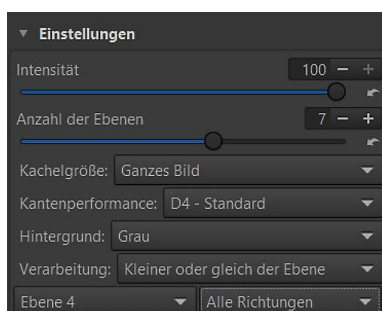 Einstellungen
Intensität 100 − +
Anzahl der Ebenen 7 − +
Kachelgröße: Ganzes Bild
Kantenperformance: D4 - Standard
Hintergrund: Grau
Verarbeitung: Kleiner oder gleich der Ebene
Ebene 4 Alle Richtungen